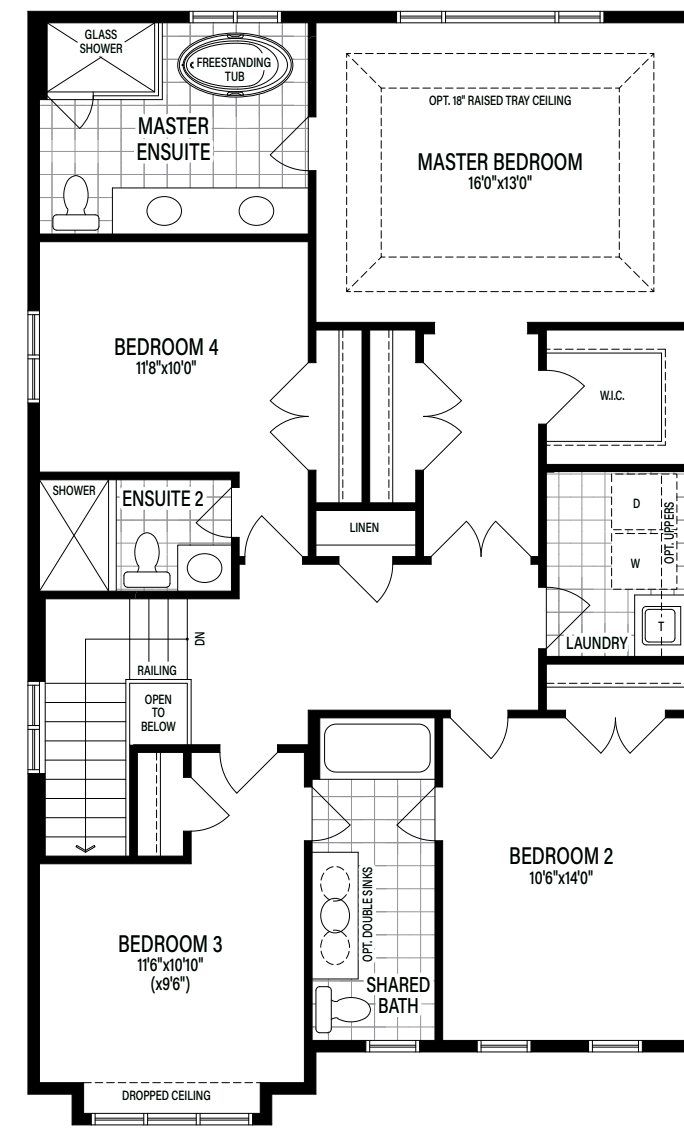 GLASS
SHOWER
FREESTANDING
TUB
MASTER
ENSUITE
OPT. 18" RAISED TRAY CEILING
MASTER BEDROOM
16'0"x13'0"
BEDROOM 4
11'8"x10'0"
W.I.C.
SHOWER
ENSUITE 2
LINEN
D
W
OPT. UPPERS
T
LAUNDRY
DN
RAILING
OPEN
TO
BELOW
BEDROOM 2
10'6"x14'0"
OPT. DOUBLE SINKS
BEDROOM 3
11'6"x10'10"
(x9'6")
SHARED
BATH
DROPPED CEILING